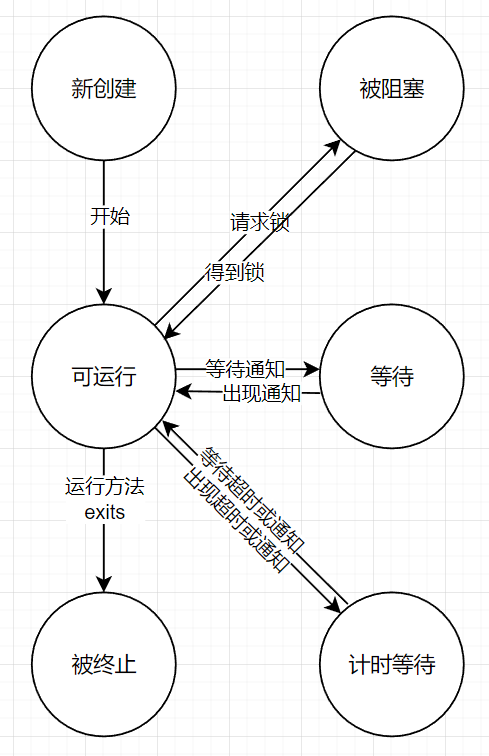 新创建
被阻塞
开始
请求锁
得到锁
可运行
等待通知
出现通知
等待
等待超时或通知
出现超时或通知
运行方法
exits
被终止
计时等待